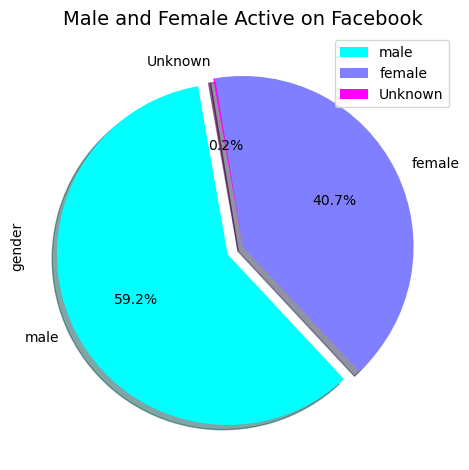 Male and Female Active on Facebook
male
female
Unknown
Unknown
0.2%
female
40.7%
gender
59.2%
male